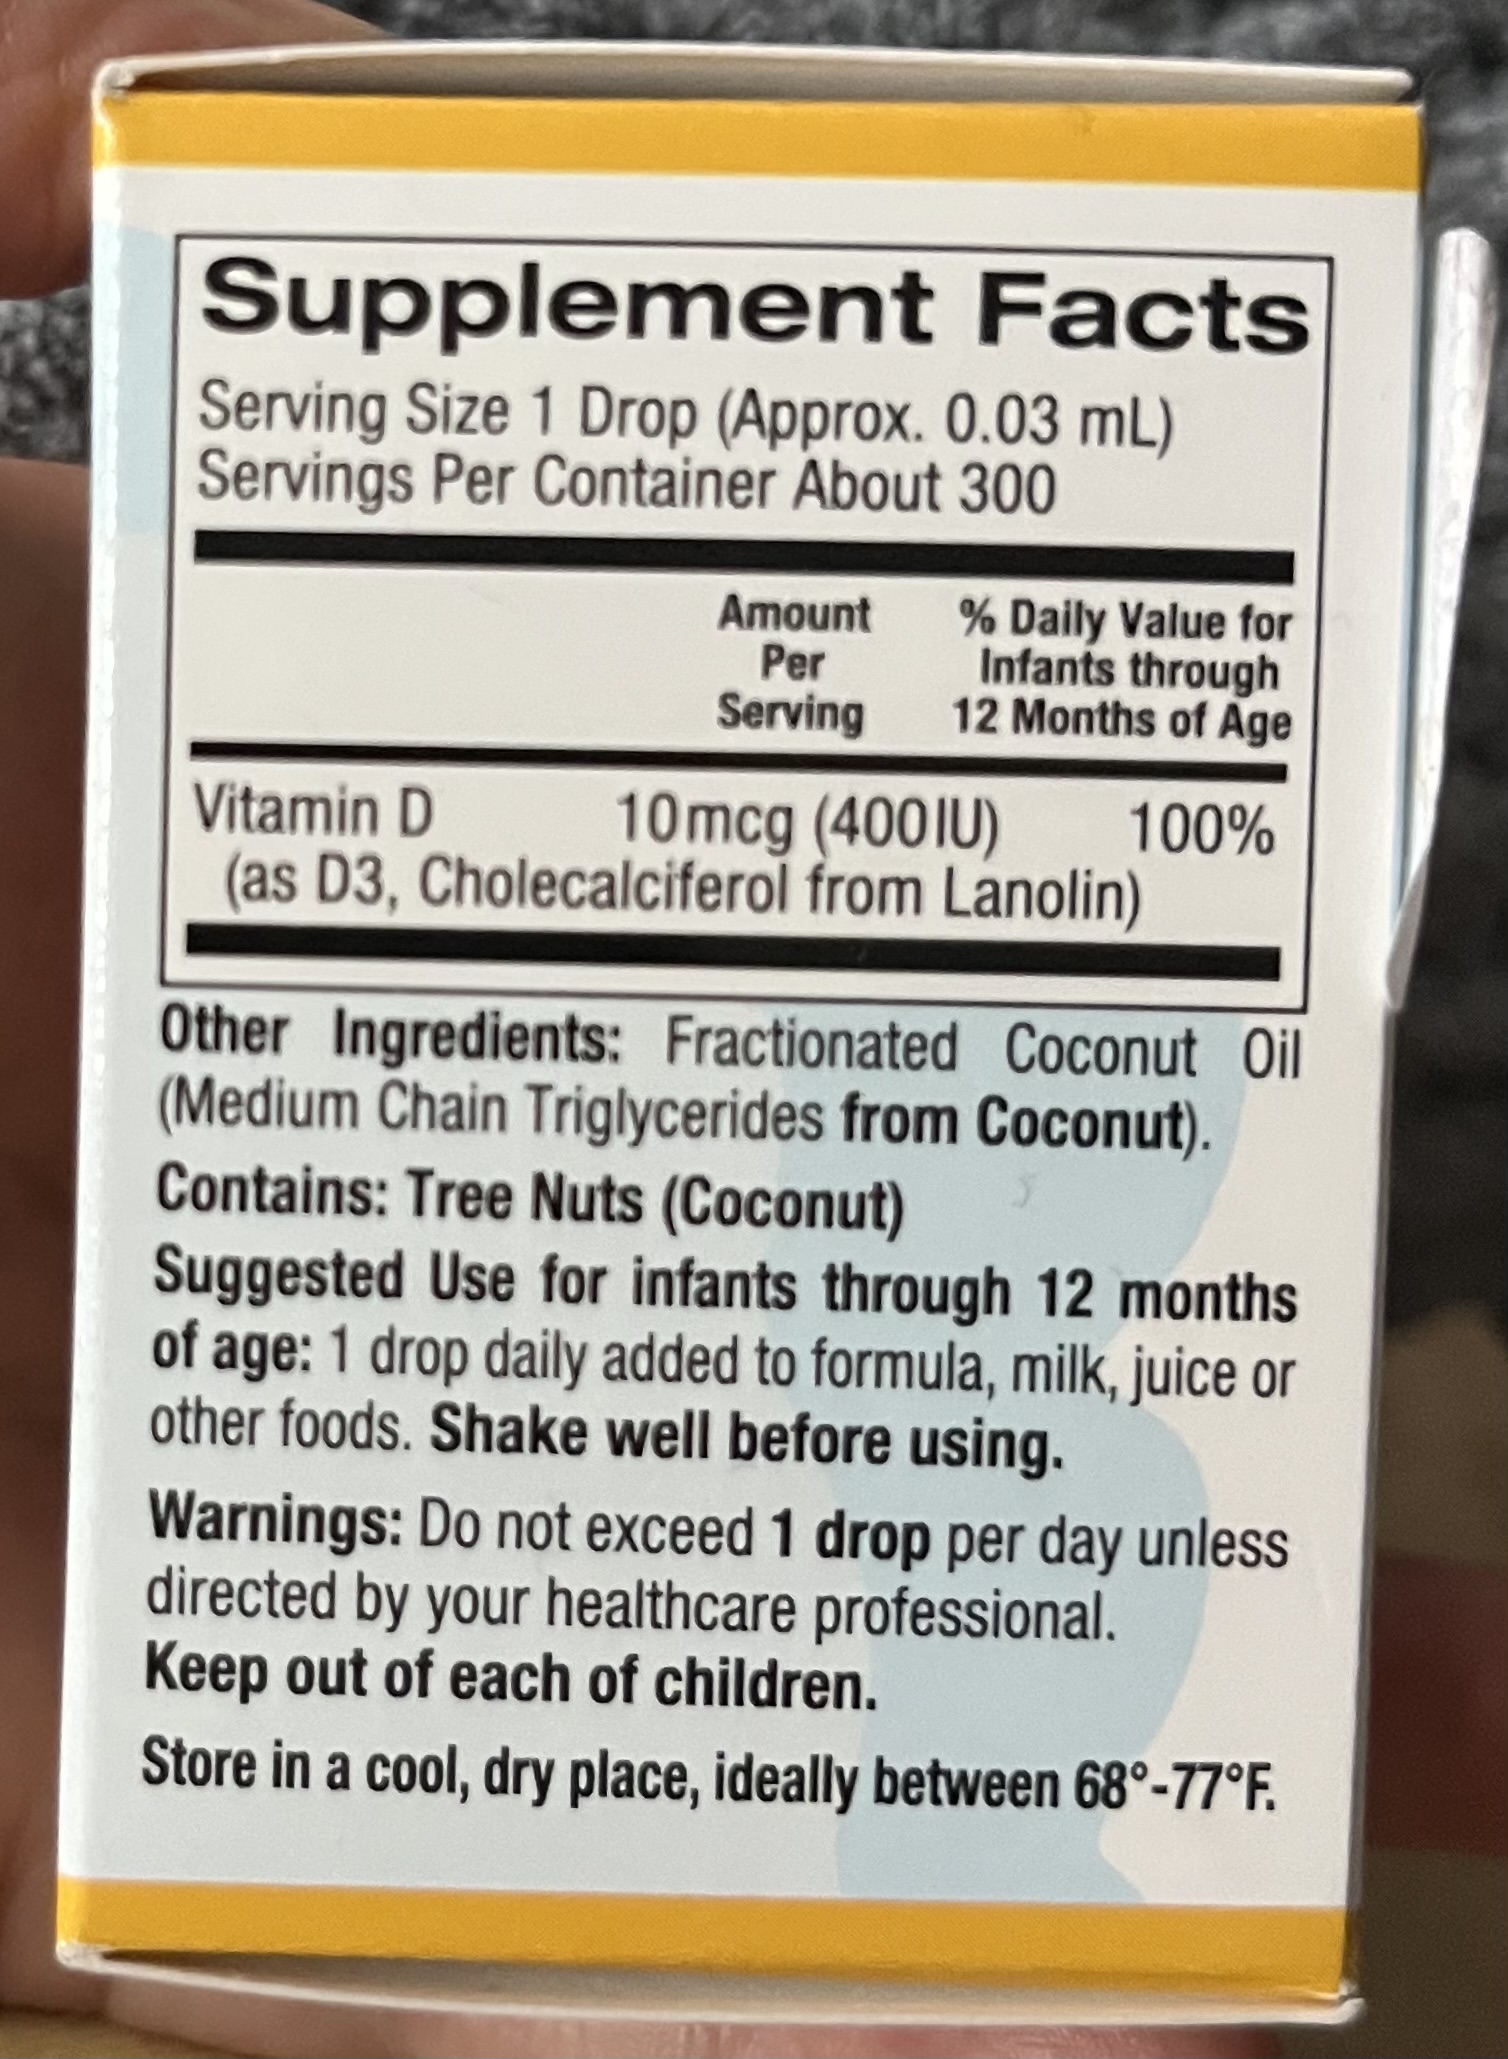 Supplement Facts
Serving Size 1 Drop (Approx. 0.03 mL)
Servings Per Container About 300
Amount
Per
Serving
% Daily Value for
Infants through
12 Months of Age
Vitamin D 10mcg (400IU) 100%
(as D3, Cholecalciferol from Lanolin)
Other Ingredients: Fractionated Coconut Oil
(Medium Chain Triglycerides from Coconut).
Contains: Tree Nuts (Coconut)
Suggested Use for infants through 12 months
of age: 1 drop daily added to formula, milk, juice or
other foods. Shake well before using.
Warnings: Do not exceed 1 drop per day unless
directed by your healthcare professional.
Keep out of each of children.
Store in a cool, dry place, ideally between 68°-77°F.